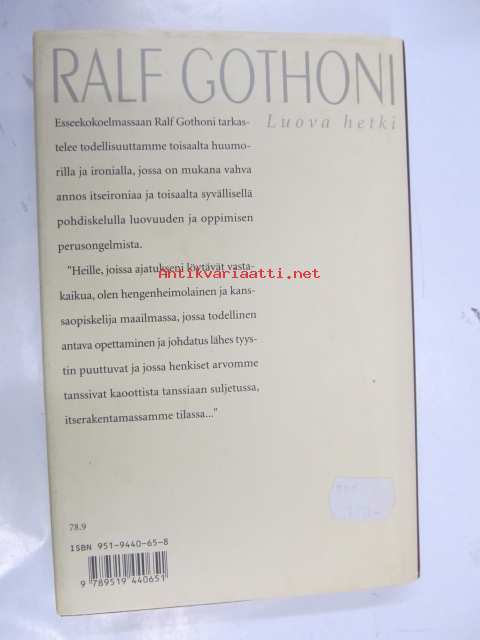 RALF GOTHONI
Luova hetki
Esseekokoelmassaan Ralf Gothoni tarkas-
telee todellisuuttamme toisaalta huumo-
rilla ja ironialla, jossa on mukana vahva
annos itseironiaa ja toisaalta syvällisellä
pohdiskelulla luovuuden ja oppimisen
perusongelmista.
"Heille, joissa ajatukseni löytävät vasta-
kaikua, olen hengenheimolainen ja kans-
saopiskelija maailmassa, jossa todellinen
antava opettaminen ja johdatus lähes tyys-
tin puuttuvat ja jossa henkiset arvomme
tanssivat kaoottista tanssiaan suljetussa,
itserakentamassamme tilassa..."
Antikvariaatti.net
78.9
ISBN 951-9440-65-8
9 789519 440651